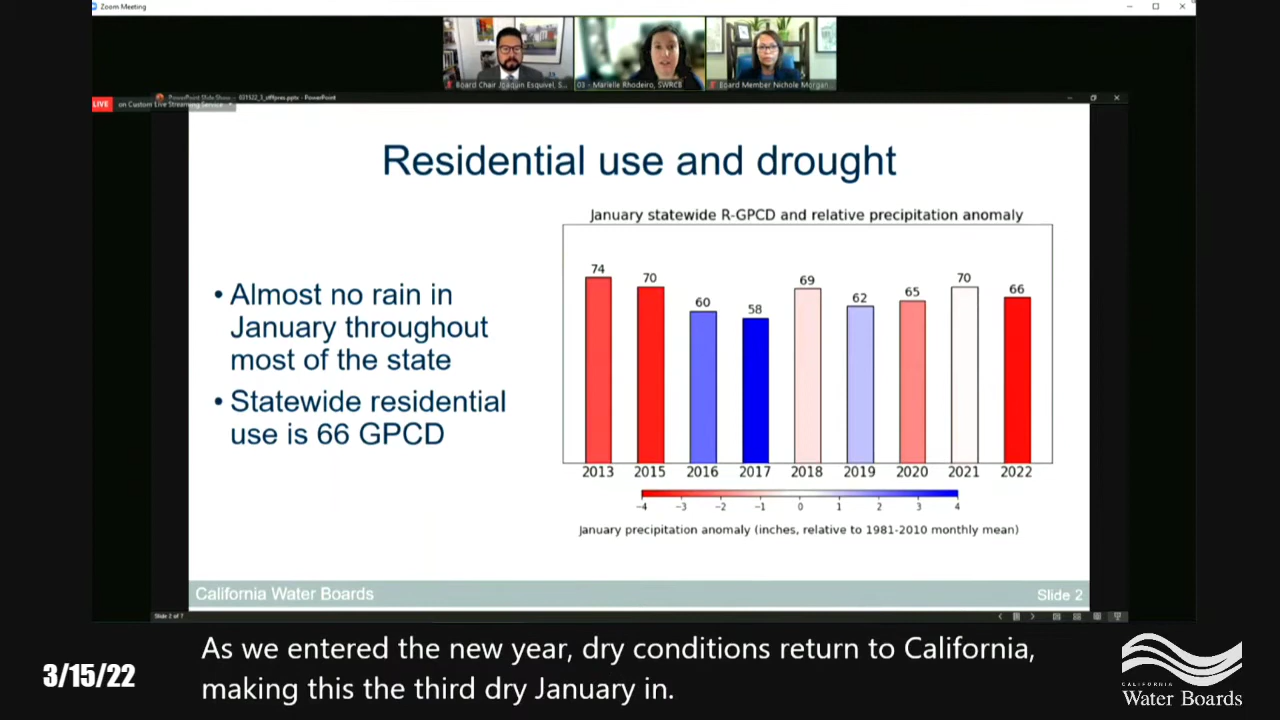 Zoom Meeting
Board Chair Joaquin Esquivel, S...
03 - Marielle Rhodeiro, SWRCB
Board Member Nichole Morgan
LIVE
on Custom Live Streaming Service
PowerPoint Slide Show - 031522_3_stffpres.pptx - PowerPoint
Residential use and drought
• Almost no rain in
January throughout
most of the state
• Statewide residential
use is 66 GPCD
January statewide R-GPCD and relative precipitation anomaly
74 70 60 58 69 62 65 70 66
2013 2015 2016 2017 2018 2019 2020 2021 2022
−4 −3 −2 −1 0 1 2 3 4
January precipitation anomaly (inches, relative to 1981-2010 monthly mean)
California Water Boards
Slide 2
Slide 2 of 7
As we entered the new year, dry conditions return to California,
making this the third dry January in.
3/15/22
CALIFORNIA
Water Boards